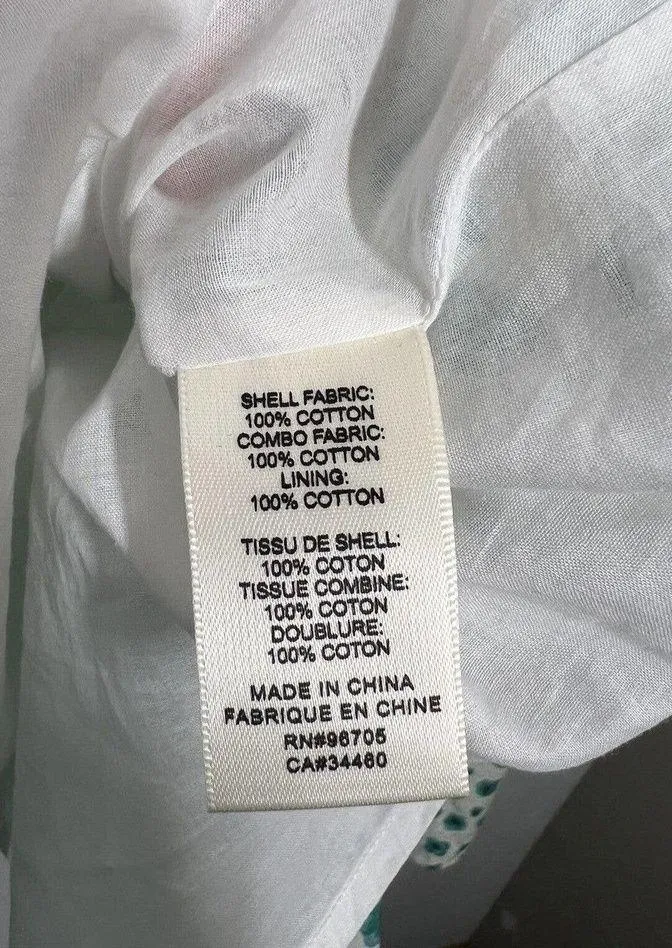 SHELL FABRIC:
100% COTTON
COMBO FABRIC:
100% COTTON
LINING:
100% COTTON
TISSU DE SHELL:
100% COTON
TISSUE COMBINE:
100% COTON
DOUBLURE:
100% COTON
MADE IN CHINA
FABRIQUE EN CHINE
RN#96705
CA#34460